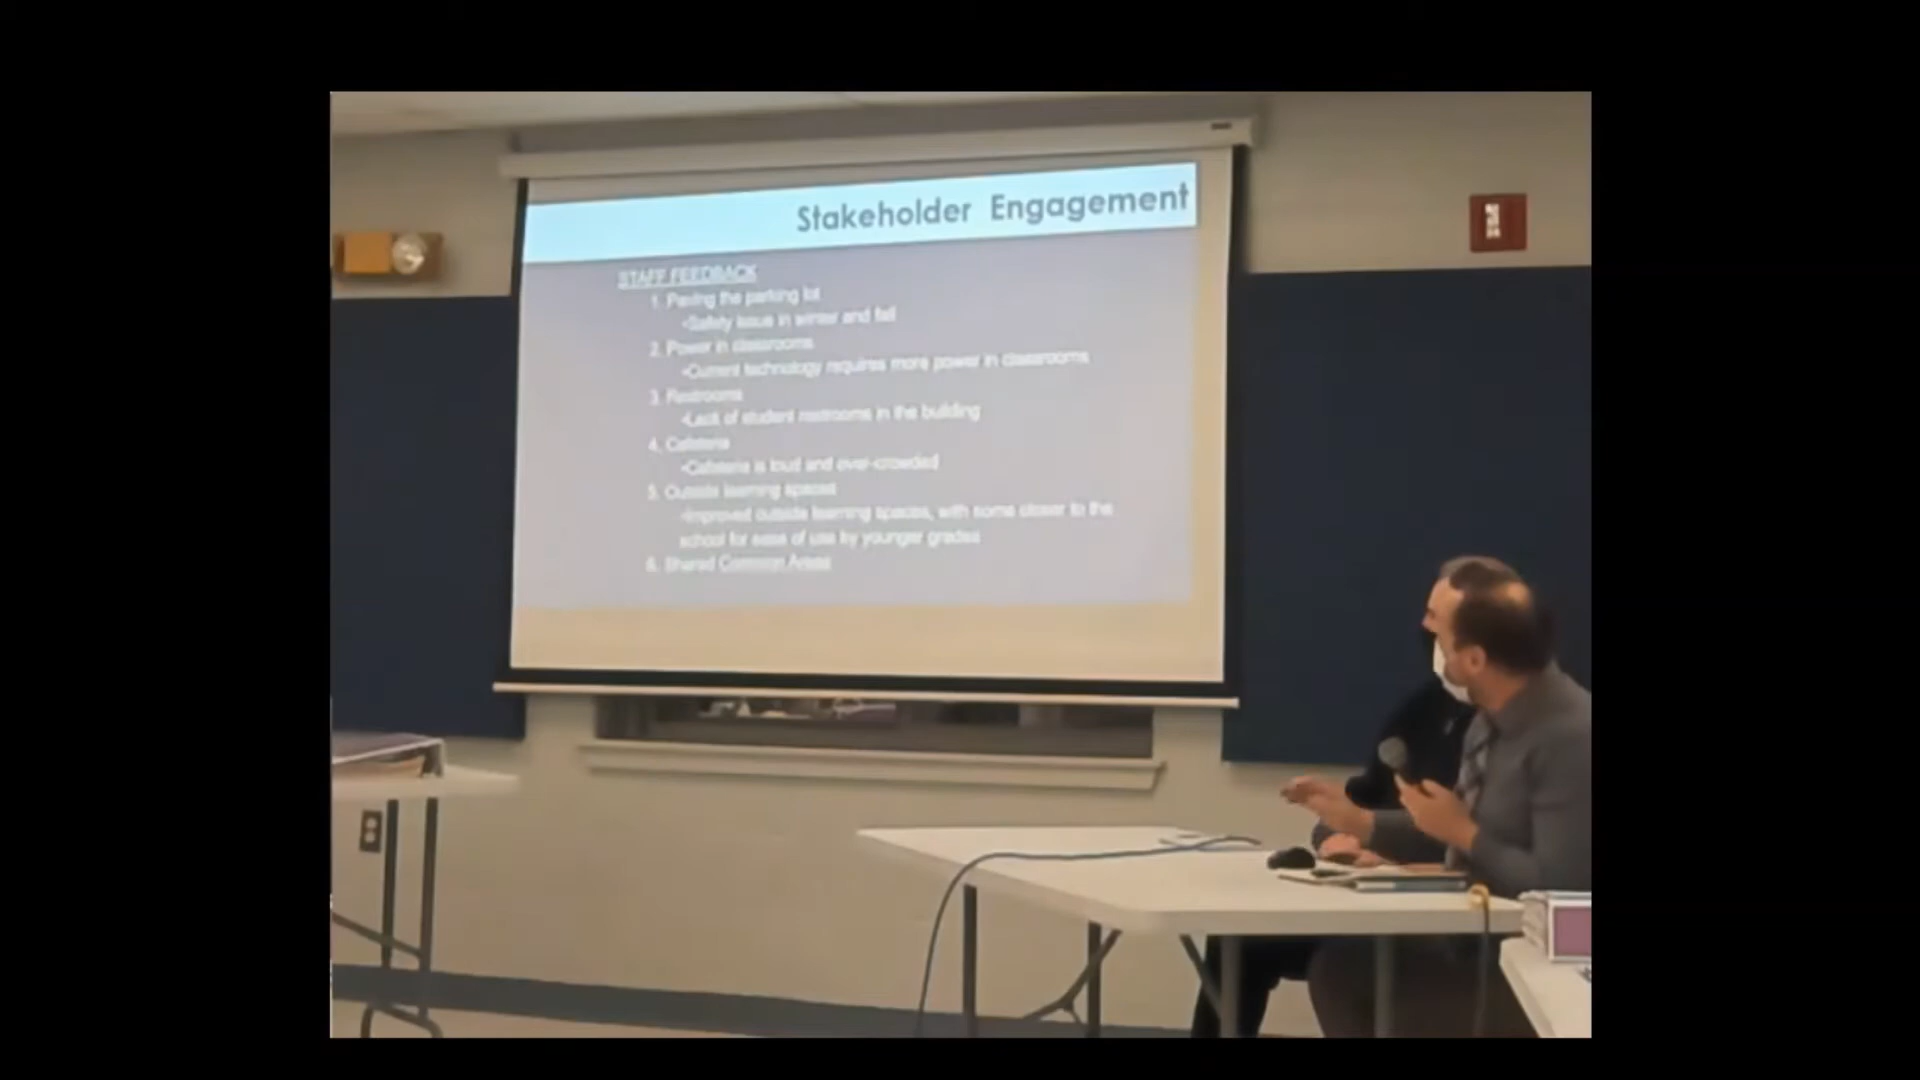 Stakeholder Engagement
STAFF FEEDBACK
1. Paving the parking lot
•Safety issue in winter and fall
2. Power in classrooms
•Current technology requires more power in classrooms
3. Restrooms
•Lack of student restrooms in the building
4. Cafeteria
•Cafeteria is loud and over-crowded
5. Outside learning spaces
•Improved outside learning spaces, with some closer to the
school for ease of use by younger grades
6. Shared Common Areas